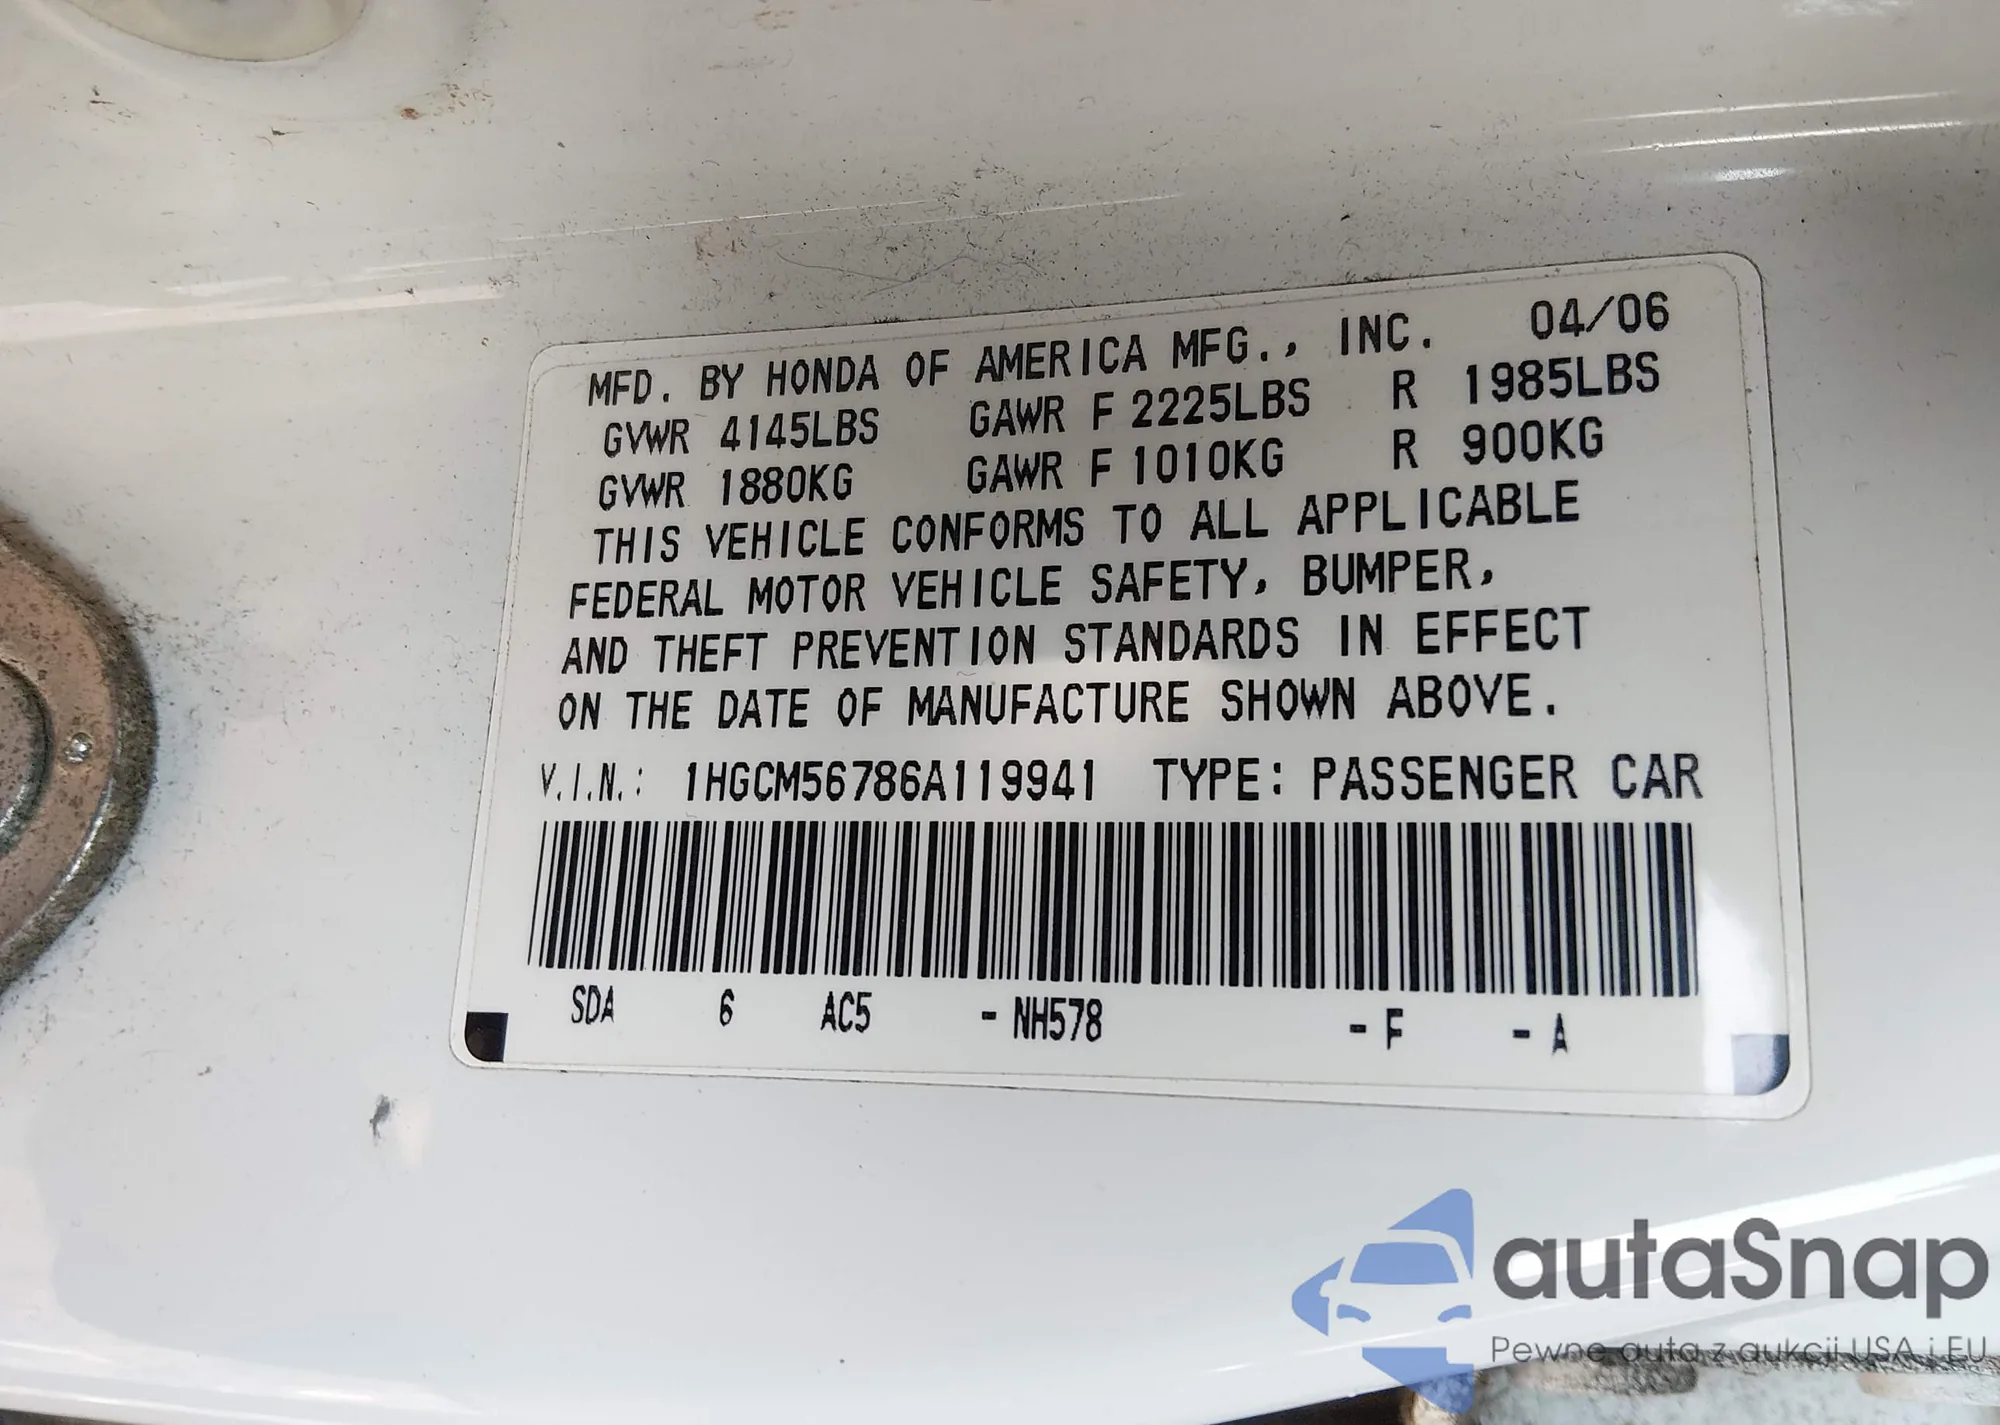 MFD. BY HONDA OF AMERICA MFG., INC. 04/06
GVWR 4145LBS GAWR F 2225LBS R 1985LBS
GVWR 1880KG GAWR F 1010KG R 900KG
THIS VEHICLE CONFORMS TO ALL APPLICABLE
FEDERAL MOTOR VEHICLE SAFETY, BUMPER,
AND THEFT PREVENTION STANDARDS IN EFFECT
ON THE DATE OF MANUFACTURE SHOWN ABOVE.
V.I.N.: 1HGCM56786A119941 TYPE: PASSENGER CAR
SDA 6 AC5 -NH578 -F -A
autaSnap
Pewne auta z aukcji USA i EU